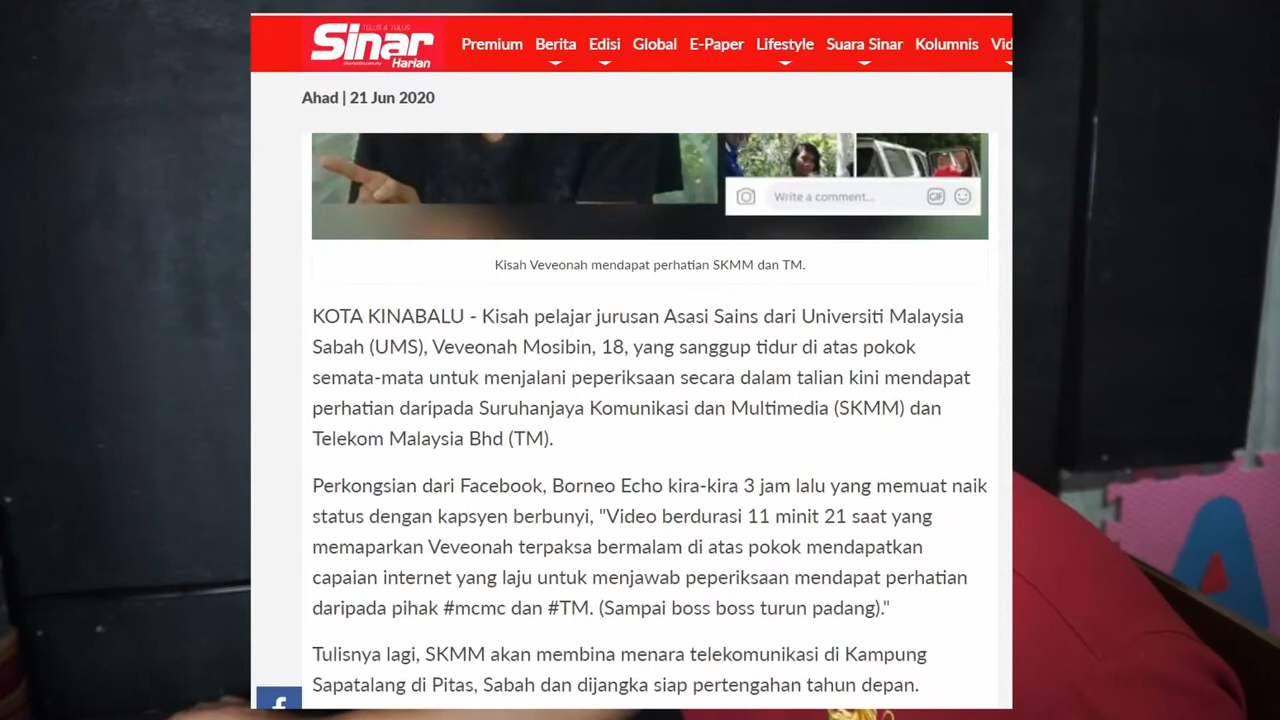 TELUS & TULUS
Sinar
Harian
Premium Berita Edisi Global E-Paper Lifestyle Suara Sinar Kolumnis Vid
Ahad | 21 Jun 2020
Write a comment... GIF
Kisah Veveonah mendapat perhatian SKMM dan TM.
KOTA KINABALU - Kisah pelajar jurusan Asasi Sains dari Universiti Malaysia
Sabah (UMS), Veveonah Mosibin, 18, yang sanggup tidur di atas pokok
semata-mata untuk menjalani peperiksaan secara dalam talian kini mendapat
perhatian daripada Suruhanjaya Komunikasi dan Multimedia (SKMM) dan
Telekom Malaysia Bhd (TM).
Perkongsian dari Facebook, Borneo Echo kira-kira 3 jam lalu yang memuat naik
status dengan kapsyen berbunyi, "Video berdurasi 11 minit 21 saat yang
memaparkan Veveonah terpaksa bermalam di atas pokok mendapatkan
capaian internet yang laju untuk menjawab peperiksaan mendapat perhatian
daripada pihak #mcmc dan #TM. (Sampai boss boss turun padang)."
Tulisnya lagi, SKMM akan membina menara telekomunikasi di Kampung
Sapatalang di Pitas, Sabah dan dijangka siap pertengahan tahun depan.
f
A